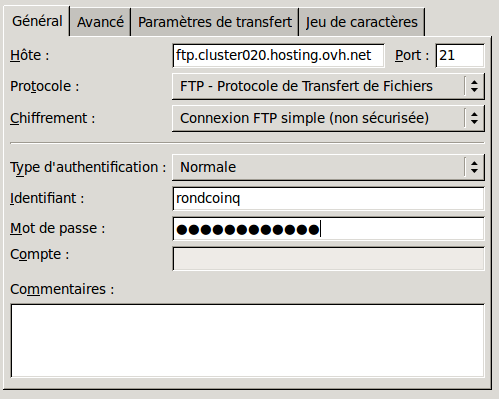 Général Avancé Paramètres de transfert Jeu de caractères
Hôte : ftp.cluster020.hosting.ovh.net Port : 21
Protocole : FTP - Protocole de Transfert de Fichiers
Chiffrement : Connexion FTP simple (non sécurisée)
Type d'authentification : Normale
Identifiant : rondcoinq
Mot de passe : ●●●●●●●●●●●●
Compte :
Commentaires :